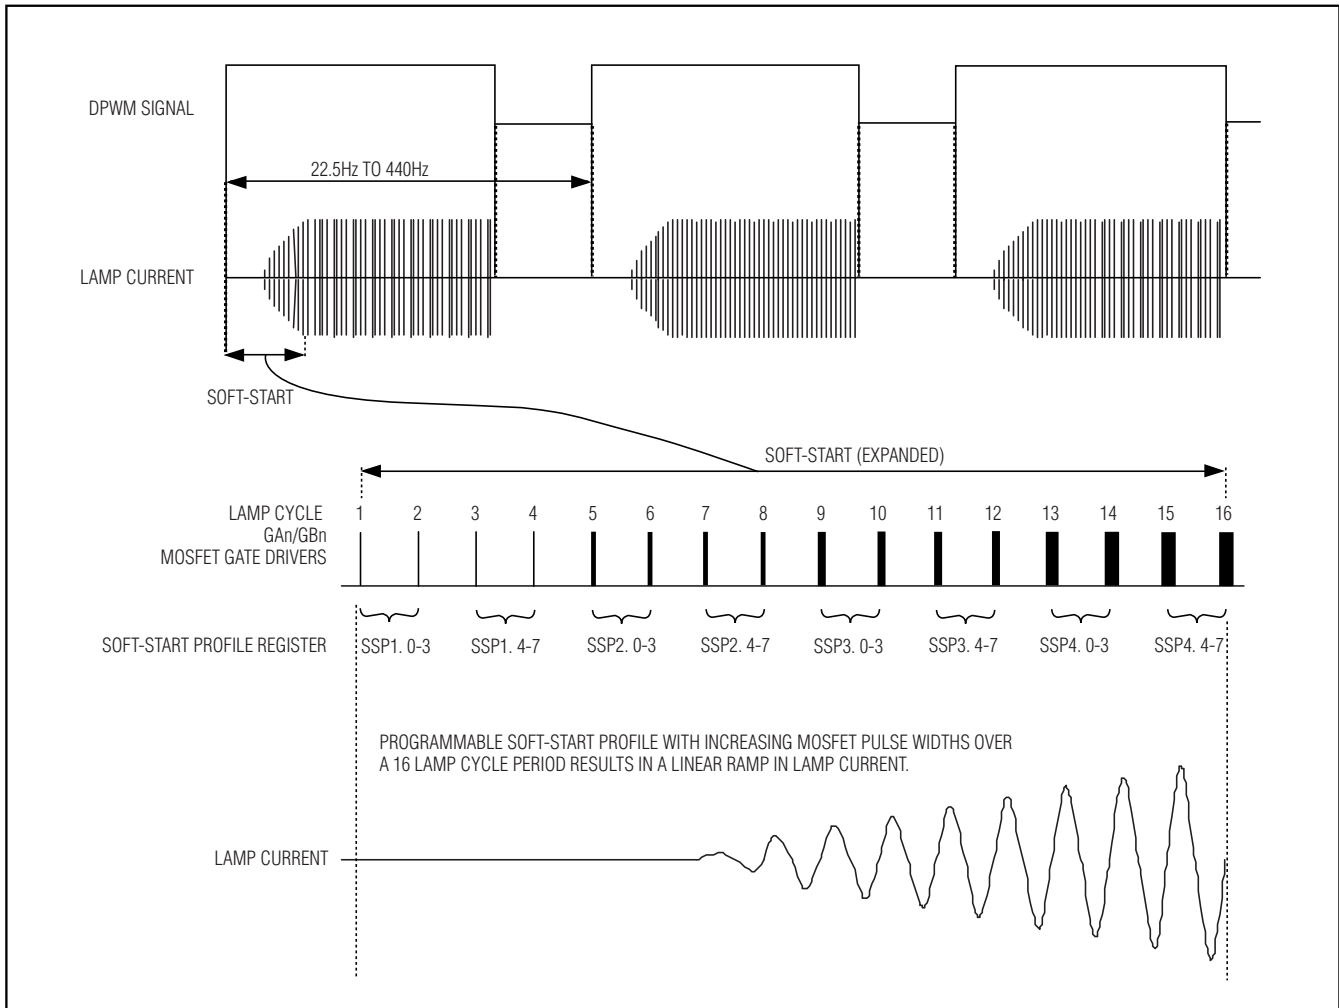 DPWM SIGNAL
22.5Hz TO 440Hz
LAMP CURRENT
SOFT-START
SOFT-START (EXPANDED)
LAMP CYCLE 1 2 3 4 5 6 7 8 9 10 11 12 13 14 15 16
GAn/GBn
MOSFET GATE DRIVERS
SOFT-START PROFILE REGISTER SSP1. 0-3 SSP1. 4-7 SSP2. 0-3 SSP2. 4-7 SSP3. 0-3 SSP3. 4-7 SSP4. 0-3 SSP4. 4-7
PROGRAMMABLE SOFT-START PROFILE WITH INCREASING MOSFET PULSE WIDTHS OVER
A 16 LAMP CYCLE PERIOD RESULTS IN A LINEAR RAMP IN LAMP CURRENT.
LAMP CURRENT